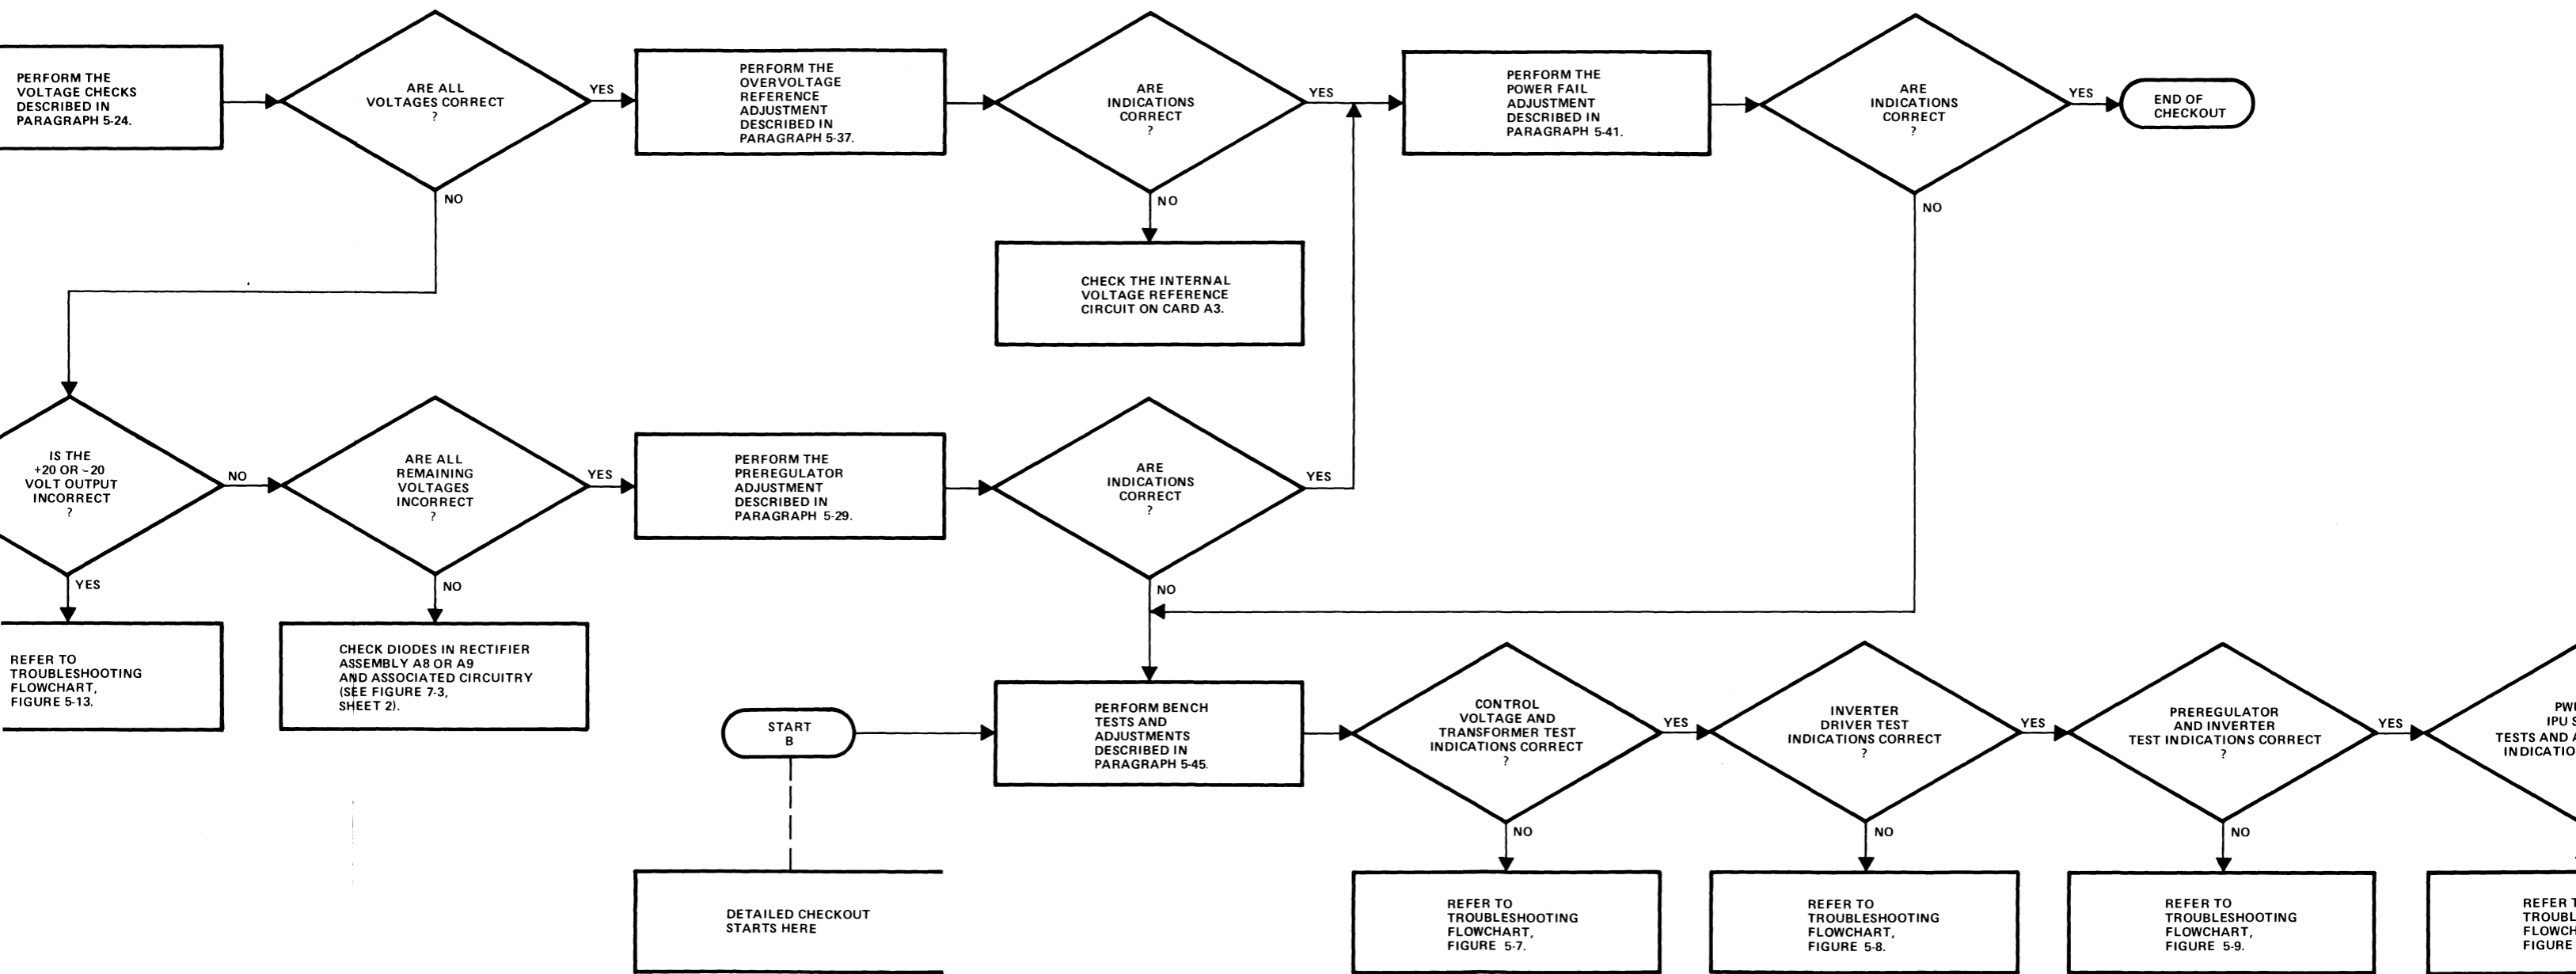 PERFORM THE
VOLTAGE CHECKS
DESCRIBED IN
PARAGRAPH 5-24.
ARE ALL
VOLTAGES CORRECT
?
YES
NO
PERFORM THE
OVERVOLTAGE
REFERENCE
ADJUSTMENT
DESCRIBED IN
PARAGRAPH 5-37.
ARE
INDICATIONS
CORRECT
?
YES
NO
PERFORM THE
POWER FAIL
ADJUSTMENT
DESCRIBED IN
PARAGRAPH 5-41.
ARE
INDICATIONS
CORRECT
?
YES
NO
END OF
CHECKOUT
CHECK THE INTERNAL
VOLTAGE REFERENCE
CIRCUIT ON CARD A3.
IS THE
+20 OR -20
VOLT OUTPUT
INCORRECT
?
NO
YES
ARE ALL
REMAINING
VOLTAGES
INCORRECT
?
YES
NO
PERFORM THE
PREREGULATOR
ADJUSTMENT
DESCRIBED IN
PARAGRAPH 5-29.
ARE
INDICATIONS
CORRECT
?
YES
NO
REFER TO
TROUBLESHOOTING
FLOWCHART,
FIGURE 5-13.
CHECK DIODES IN RECTIFIER
ASSEMBLY A8 OR A9
AND ASSOCIATED CIRCUITRY
(SEE FIGURE 7-3,
SHEET 2).
START
B
PERFORM BENCH
TESTS AND
ADJUSTMENTS
DESCRIBED IN
PARAGRAPH 5-45.
CONTROL
VOLTAGE AND
TRANSFORMER TEST
INDICATIONS CORRECT
?
YES
NO
INVERTER
DRIVER TEST
INDICATIONS CORRECT
?
YES
NO
PREREGULATOR
AND INVERTER
TEST INDICATIONS CORRECT
?
YES
NO
IPU
TESTS AND
DETAILED CHECKOUT
STARTS HERE
REFER TO
TROUBLESHOOTING
FLOWCHART,
FIGURE 5-7.
REFER TO
TROUBLESHOOTING
FLOWCHART,
FIGURE 5-8.
REFER TO
TROUBLESHOOTING
FLOWCHART,
FIGURE 5-9.
REFER
FIGURE